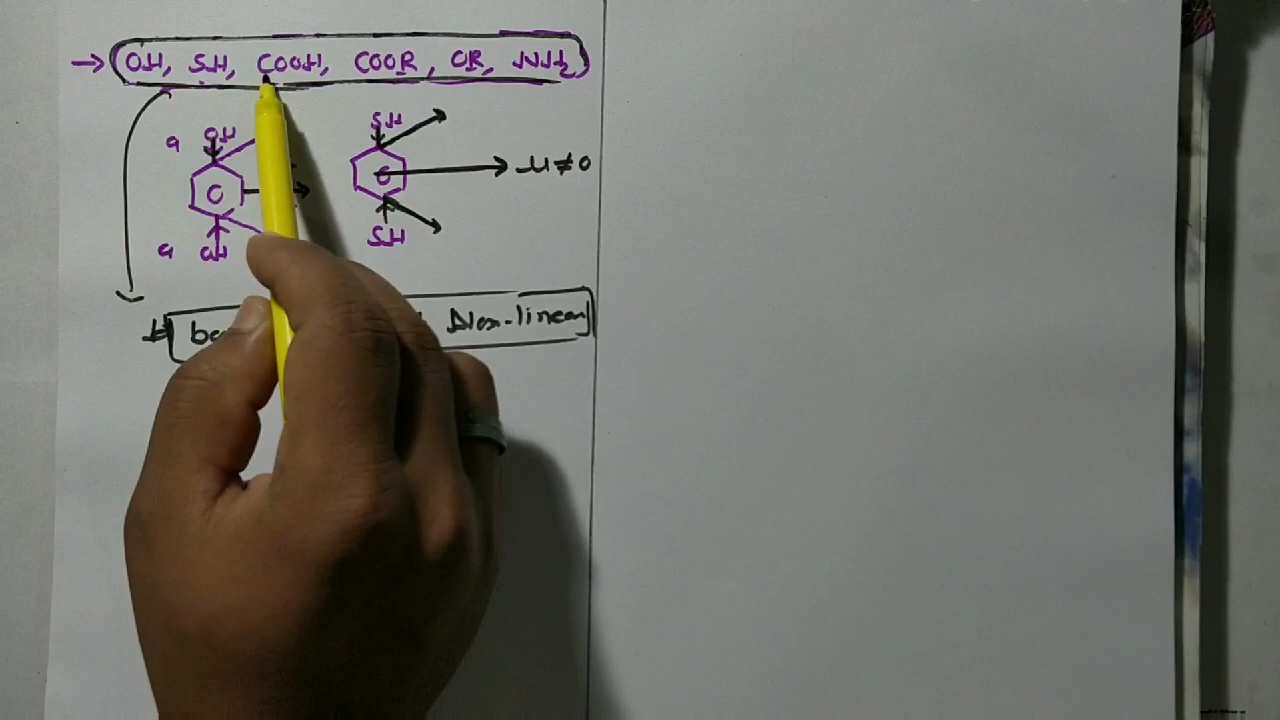 → OH, SH, COOH, COOR, OR, NH2
a OH SH
μ≠0
a OH SH
# Non-linear